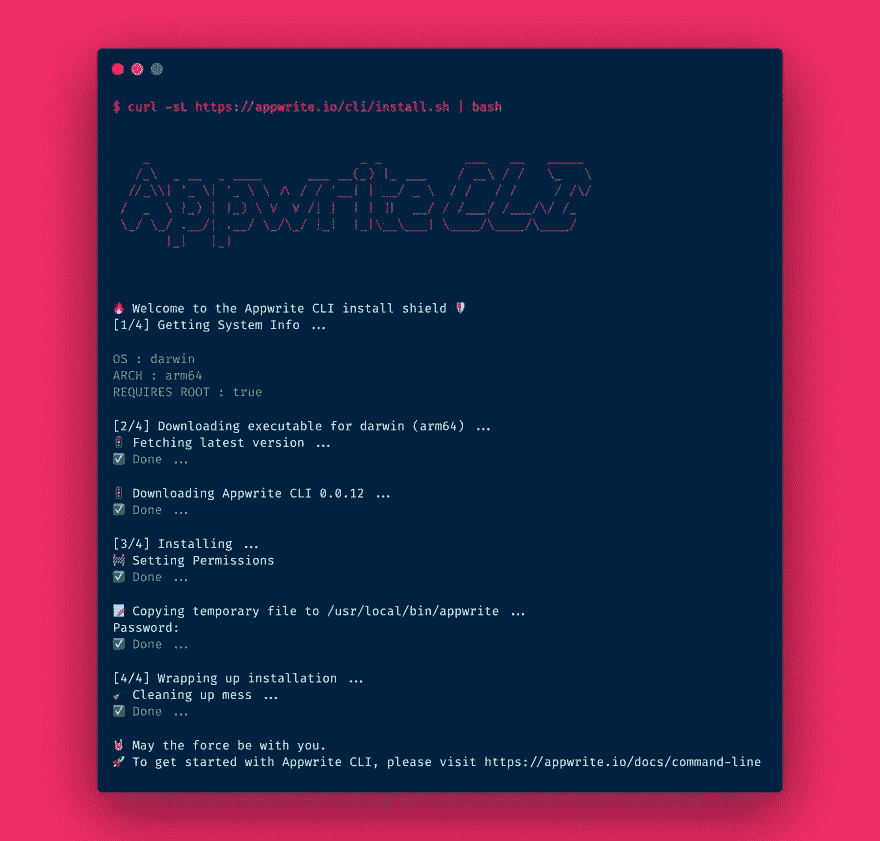 $ curl -sL https://appwrite.io/cli/install.sh | bash
Appwrite CLI
🔥 Welcome to the Appwrite CLI install shield 🛡
[1/4] Getting System Info ...
OS : darwin
ARCH : arm64
REQUIRES ROOT : true
[2/4] Downloading executable for darwin (arm64) ...
🚦 Fetching latest version ...
☑ Done ...
🚦 Downloading Appwrite CLI 0.0.12 ...
☑ Done ...
[3/4] Installing ...
🚧 Setting Permissions
☑ Done ...
📝 Copying temporary file to /usr/local/bin/appwrite ...
Password:
☑ Done ...
[4/4] Wrapping up installation ...
🧹 Cleaning up mess ...
☑ Done ...
🤘 May the force be with you.
🚀 To get started with Appwrite CLI, please visit https://appwrite.io/docs/command-line